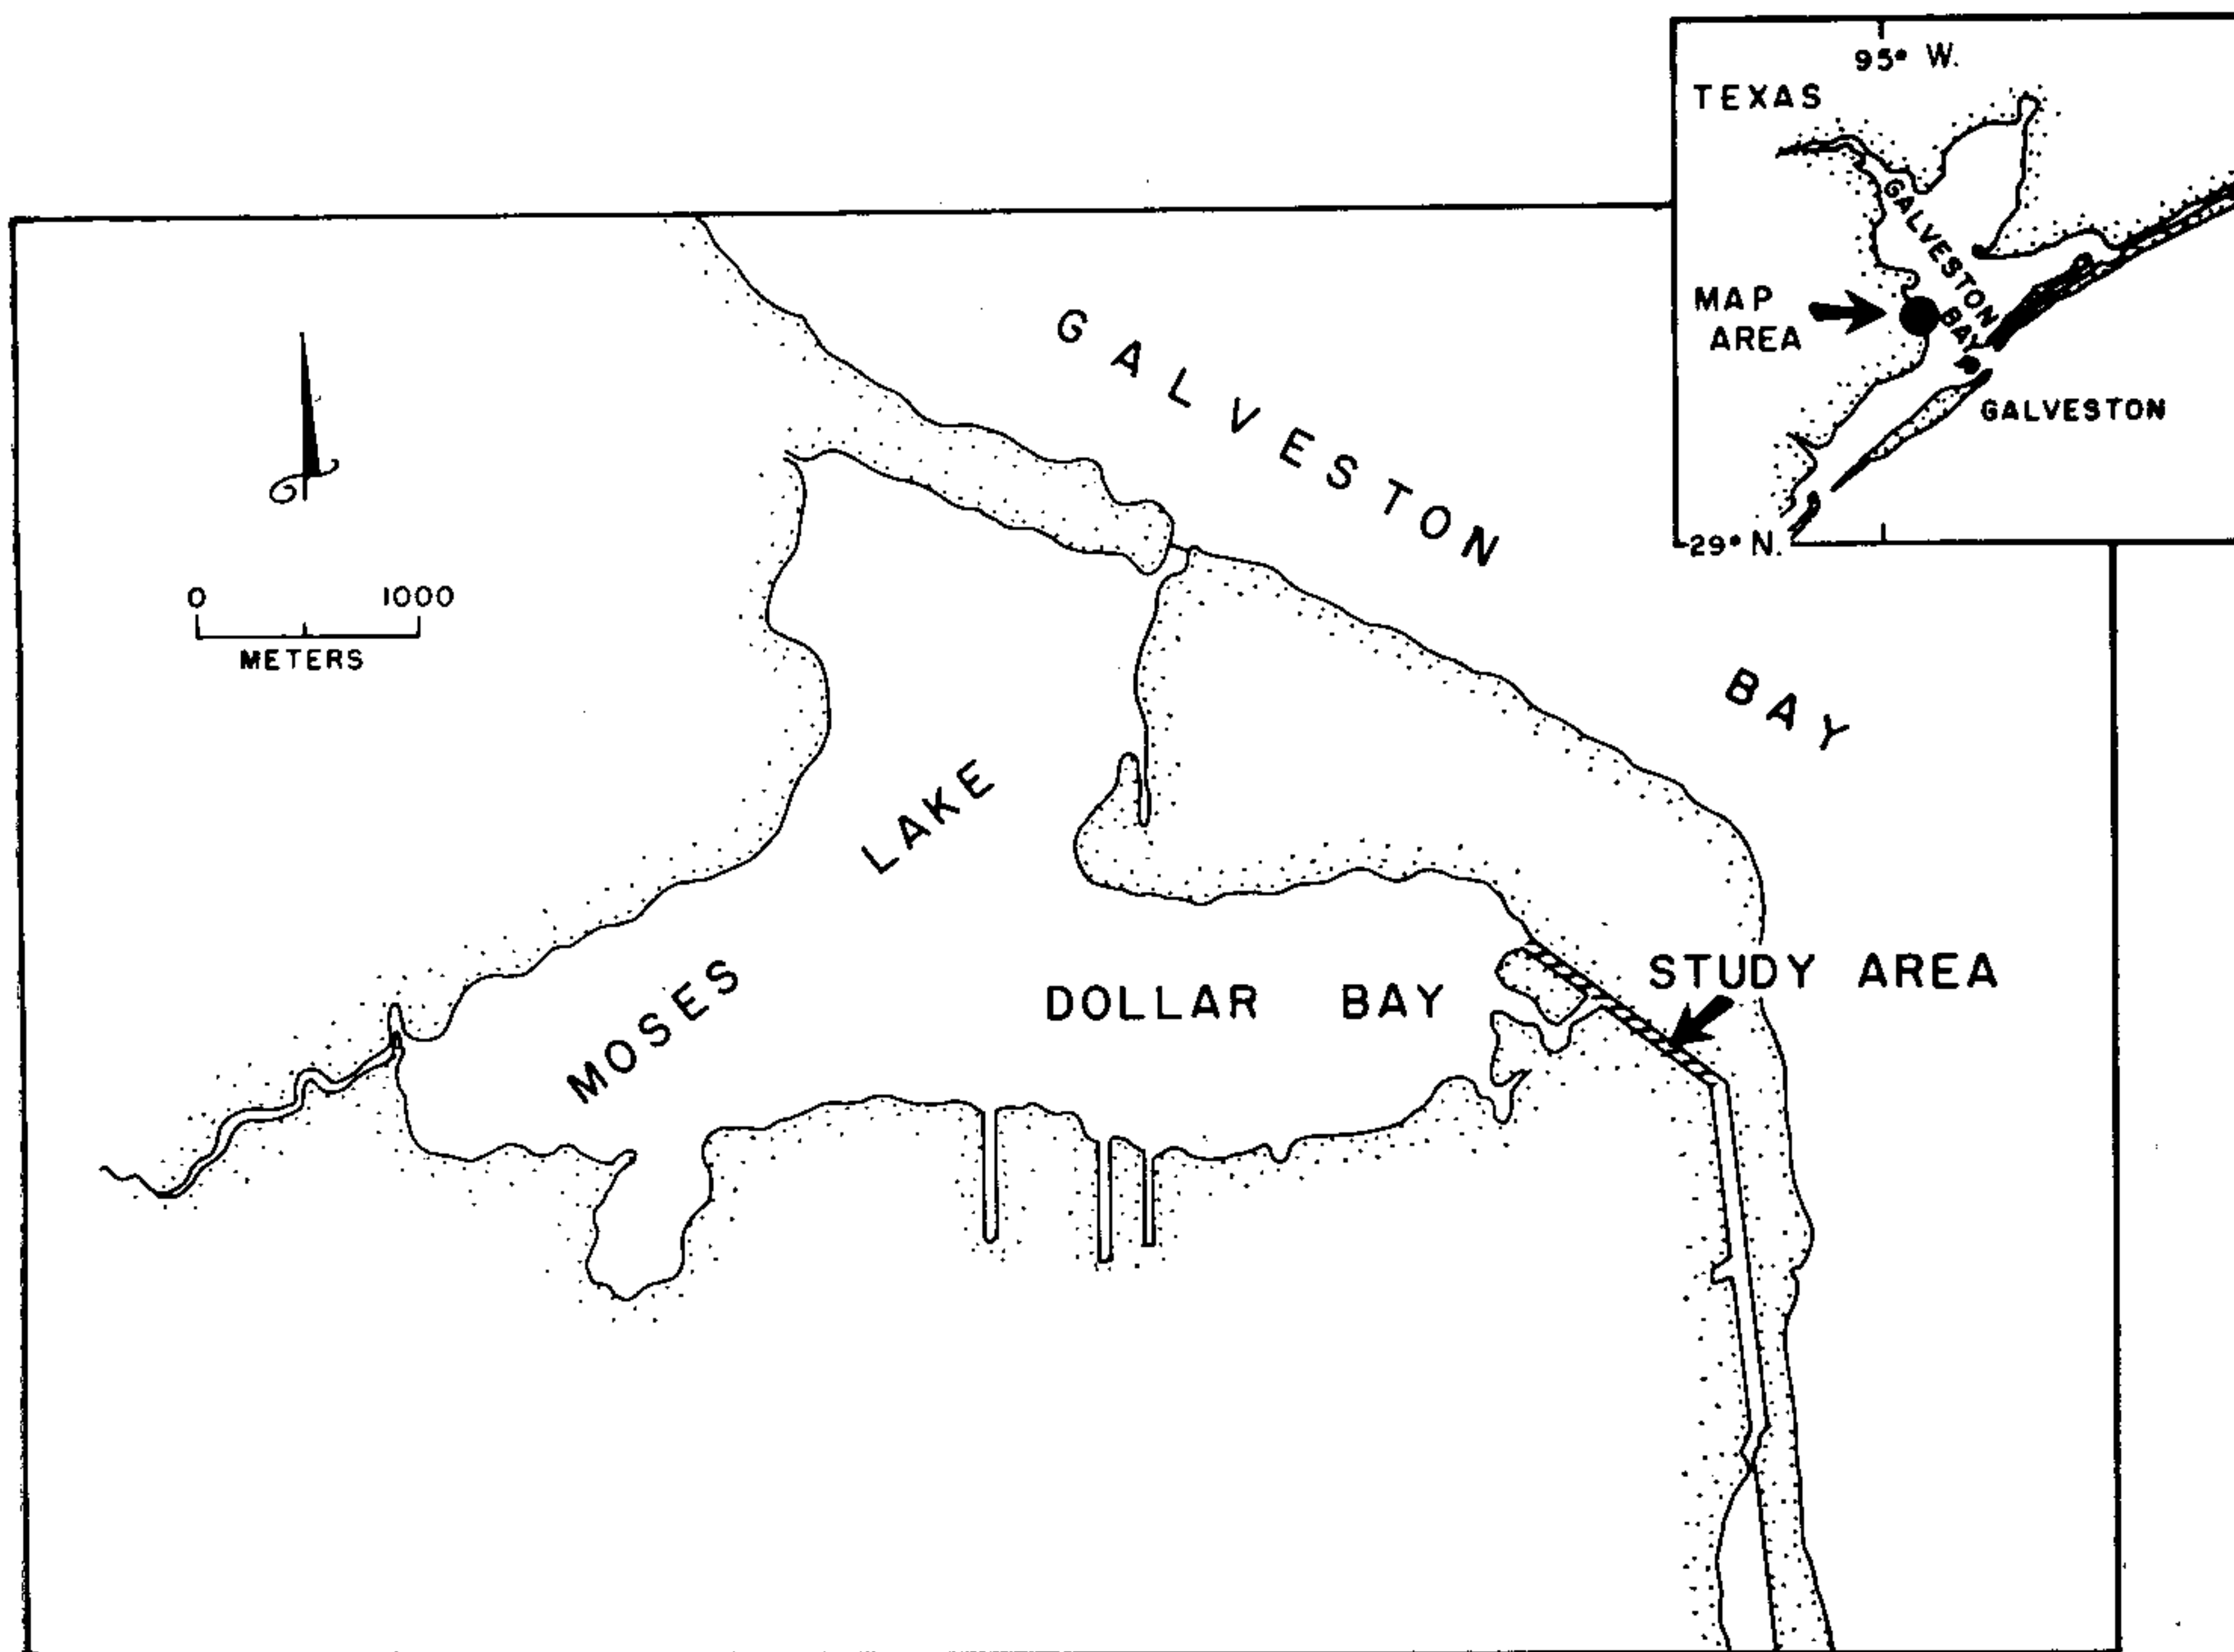 95° W.
TEXAS
GALVESTON
BAY
MAP
AREA
GALVESTON
29° N.
GALVESTON
BAY
0 1000
METERS
LAKE
MOSES
DOLLAR BAY
STUDY AREA